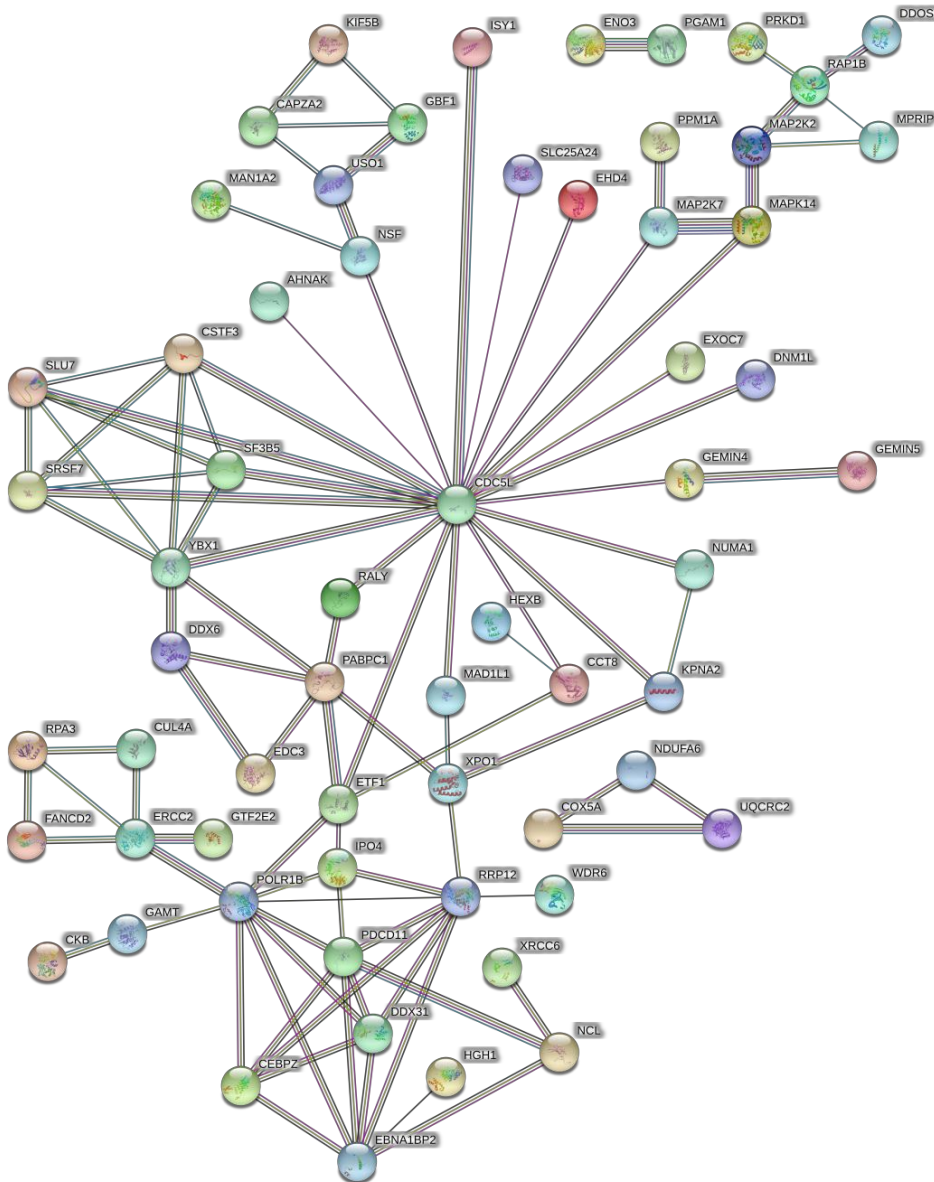 KIF5B
ISY1
ENO3
PGAM1
PRKD1
DDOS
RAP1B
CAPZA2
GBF1
PPM1A
MAP2K2
MPRIP
USO1
SLC25A24
MAN1A2
EHD4
MAP2K7
MAPK14
NSF
AHNAK
CSTF3
EXOC7
DNM1L
SLU7
SF3B5
SRSF7
GEMIN4
GEMIN5
CDC5L
YBX1
NUMA1
RALY
HEXB
DDX6
PABPC1
MAD1L1
CCT8
KPNA2
RPA3
CUL4A
EDC3
XPO1
NDUFA6
ETF1
COX5A
UQCRC2
FANCD2
ERCC2
GTF2E2
IPO4
POLR1B
RRP12
WDR6
GAMT
CKB
PDCD11
XRCC6
DDX31
NCL
CEBPZ
HGH1
EBNA1BP2